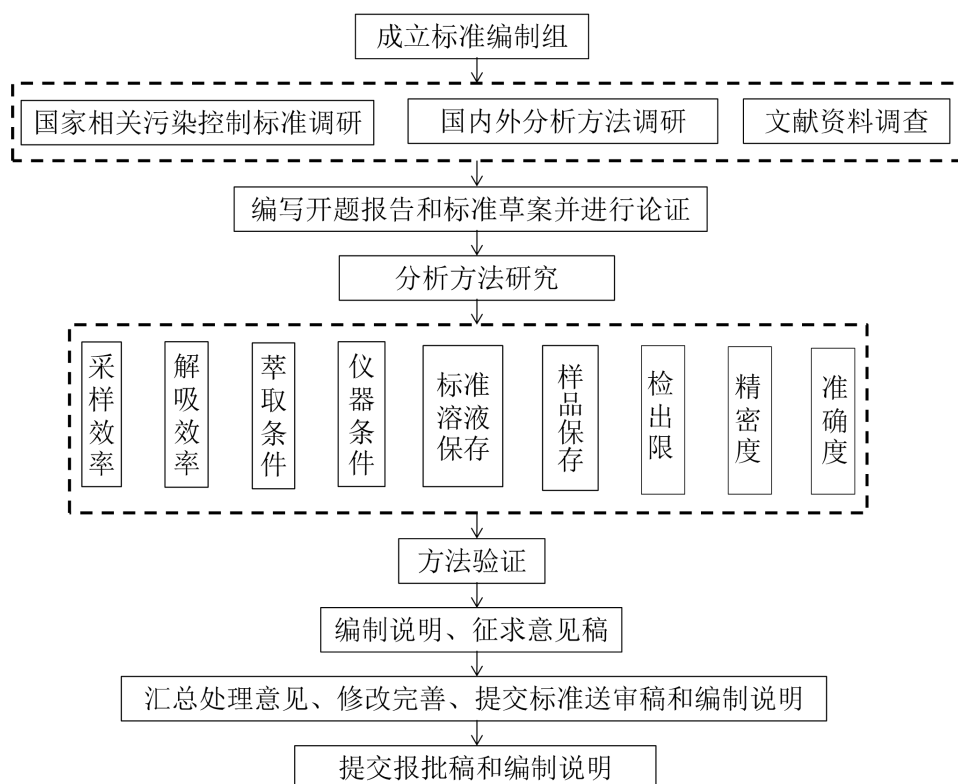 成立标准编制组
国家相关污染控制标准调研
国内外分析方法调研
文献资料调查
编写开题报告和标准草案并进行论证
分析方法研究
采样效率
解吸效率
萃取条件
仪器条件
标准
溶液
保存
样品保存
检出限
精密度
准确度
方法验证
编制说明、征求意见稿
汇总处理意见、修改完善、提交标准送审稿和编制说明
提交报批稿和编制说明